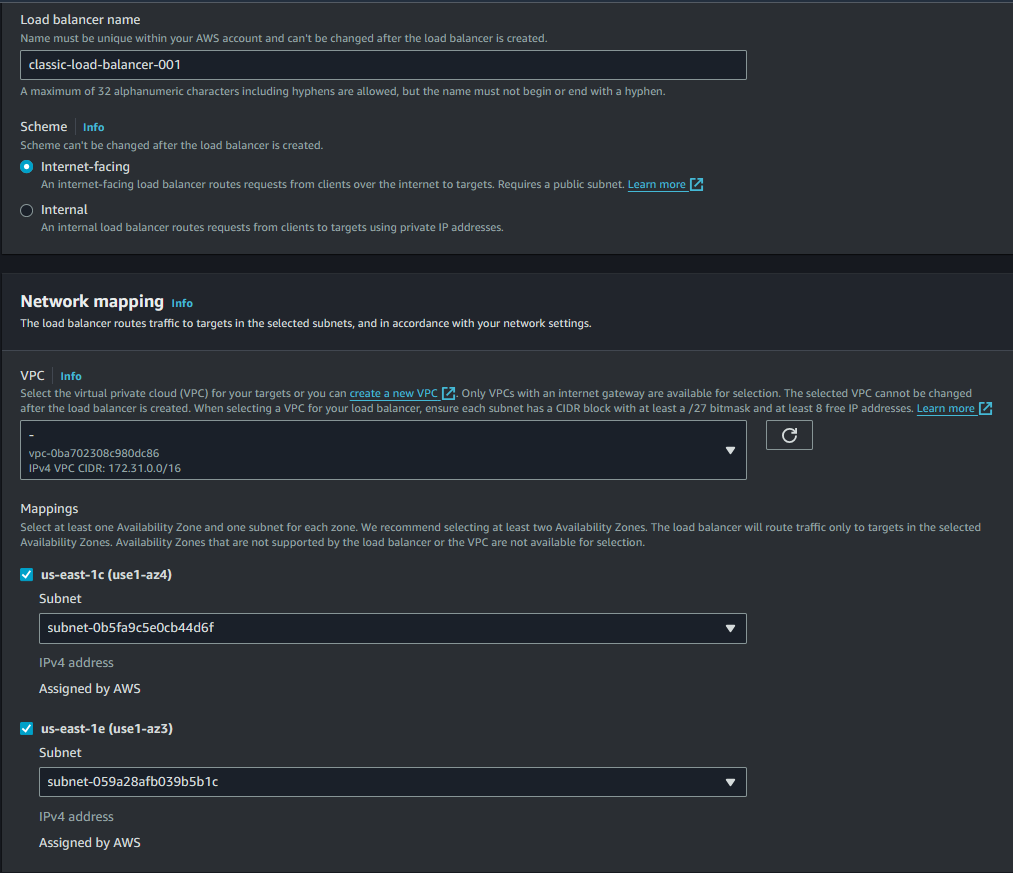 Load balancer name
Name must be unique within your AWS account and can't be changed after the load balancer is created.
classic-load-balancer-001
A maximum of 32 alphanumeric characters including hyphens are allowed, but the name must not begin or end with a hyphen.
Scheme Info
Scheme can't be changed after the load balancer is created.
Internet-facing
An internet-facing load balancer routes requests from clients over the internet to targets. Requires a public subnet. Learn more
Internal
An internal load balancer routes requests from clients to targets using private IP addresses.
Network mapping Info
The load balancer routes traffic to targets in the selected subnets, and in accordance with your network settings.
VPC Info
Select the virtual private cloud (VPC) for your targets or you can create a new VPC. Only VPCs with an internet gateway are available for selection. The selected VPC cannot be changed
after the load balancer is created. When selecting a VPC for your load balancer, ensure each subnet has a CIDR block with at least a /27 bitmask and at least 8 free IP addresses. Learn more
-
vpc-0ba702308c980dc86
IPv4 VPC CIDR: 172.31.0.0/16
Mappings
Select at least one Availability Zone and one subnet for each zone. We recommend selecting at least two Availability Zones. The load balancer will route traffic only to targets in the selected
Availability Zones. Availability Zones that are not supported by the load balancer or the VPC are not available for selection.
us-east-1c (use1-az4)
Subnet
subnet-0b5fa9c5e0cb44d6f
IPv4 address
Assigned by AWS
us-east-1e (use1-az3)
Subnet
subnet-059a28afb039b5b1c
IPv4 address
Assigned by AWS